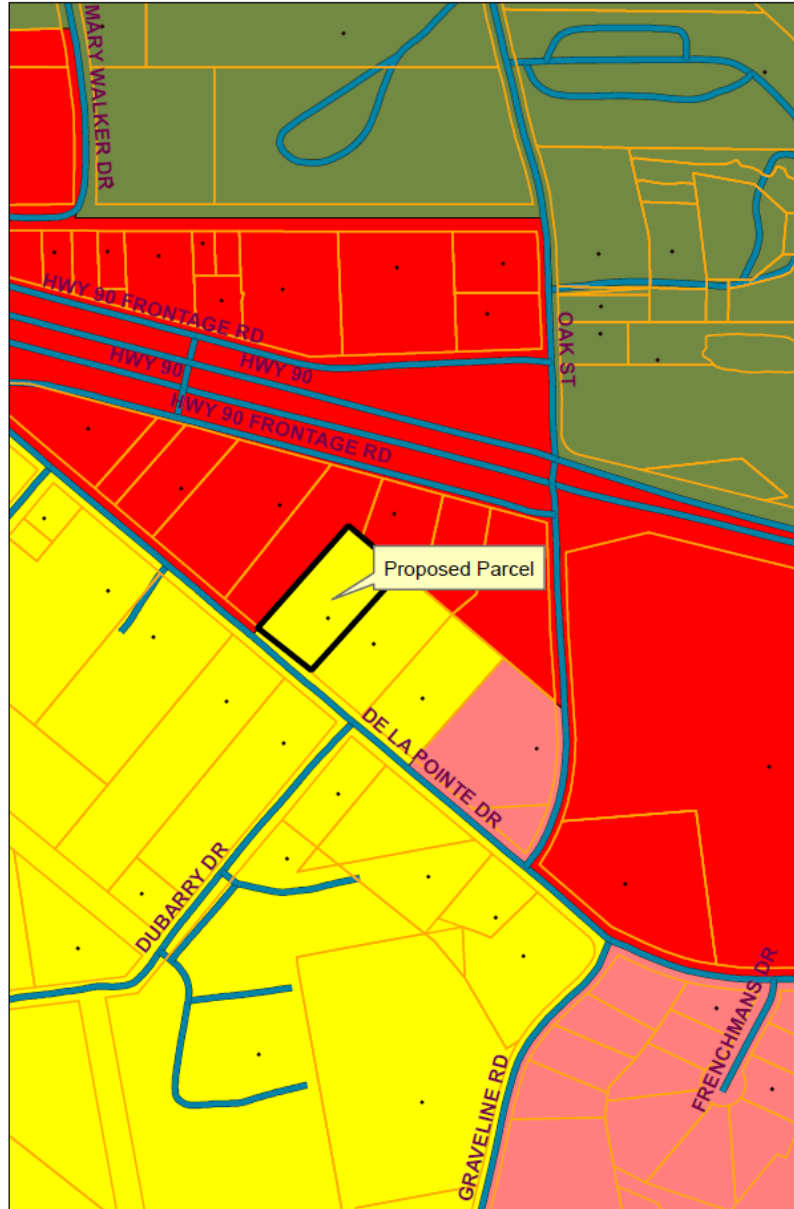 MARY WALKER DR
HWY 90 FRONTAGE RD
HWY 90
HWY 90
HWY 90 FRONTAGE RD
OAK ST
Proposed Parcel
DE LA POINTE DR
DUBARRY DR
GRAVELINE RD
FRENCHMANS DR